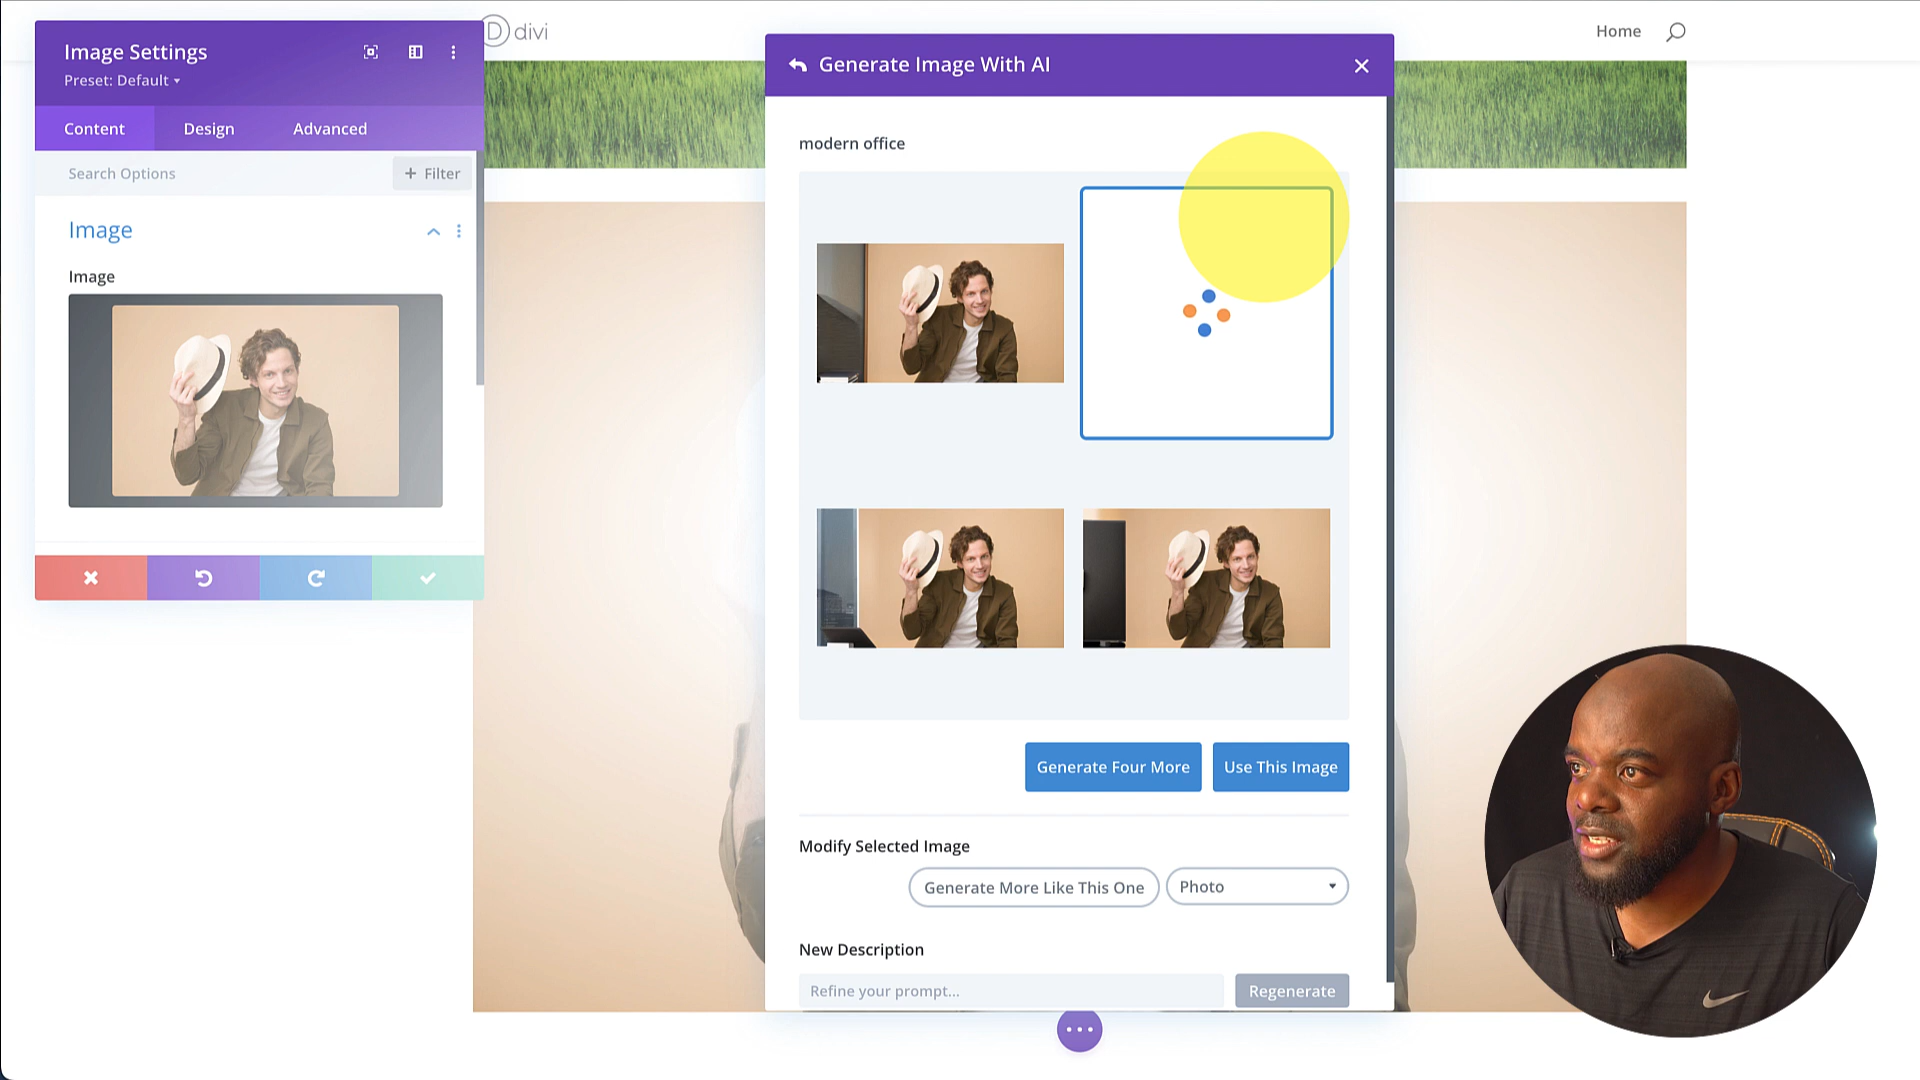 Image Settings
Preset: Default
Content
Design
Advanced
Search Options
+ Filter
Image
Image
D divi
Home
Generate Image With AI
modern office
Generate Four More
Use This Image
Modify Selected Image
Generate More Like This One
Photo
New Description
Refine your prompt...
Regenerate